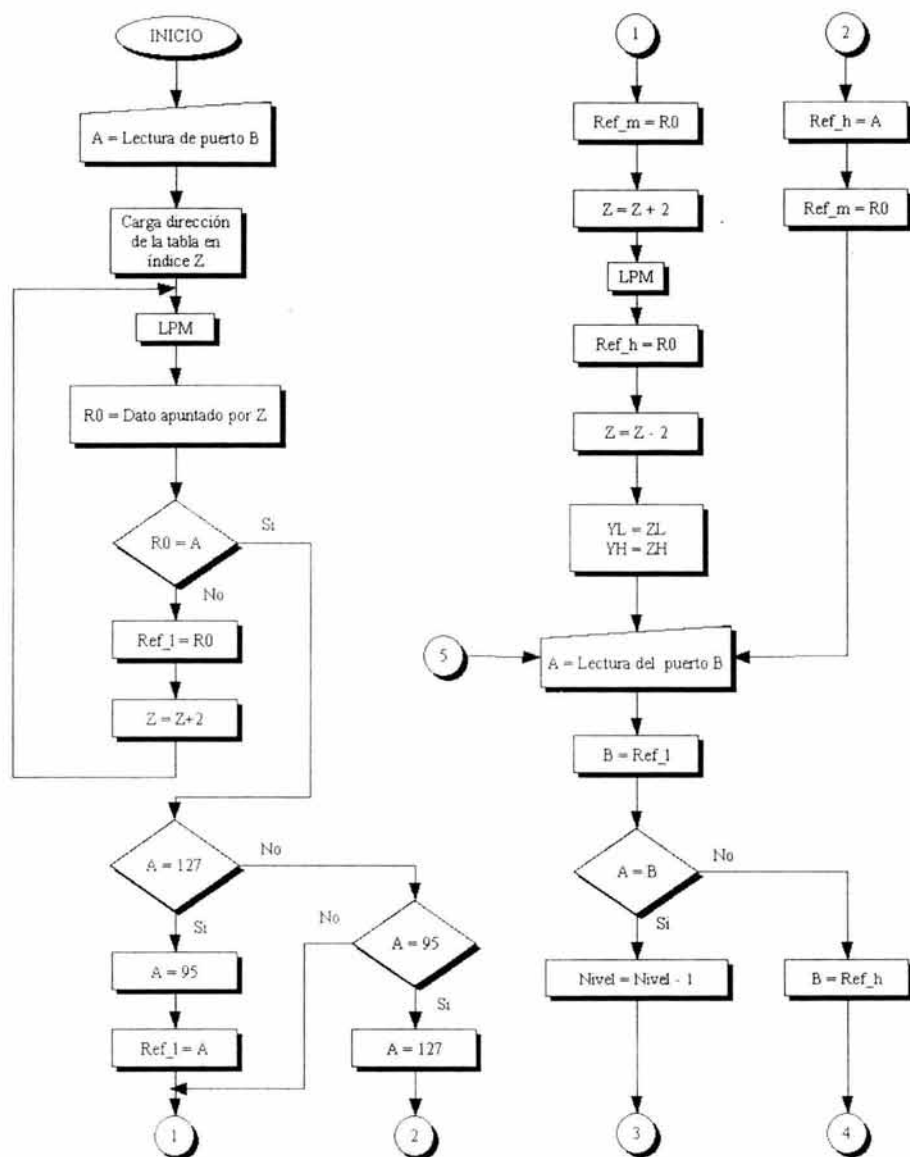 INICIO
A = Lectura de puerto B
Carga dirección
de la tabla en
índice Z
LPM
R0 = Dato apuntado por Z
R0 = A
Si
No
Ref_1 = R0
Z = Z+2
A = 127
No
Si
A = 95
Ref_1 = A
1
No
A = 95
Si
A = 127
2
1
Ref_m = R0
Z = Z + 2
LPM
Ref_h = R0
Z = Z - 2
YL = ZL
YH = ZH
5
A = Lectura del puerto B
B = Ref_1
A = B
No
Si
Nivel = Nivel - 1
3
2
Ref_h = A
Ref_m = R0
B = Ref_h
4